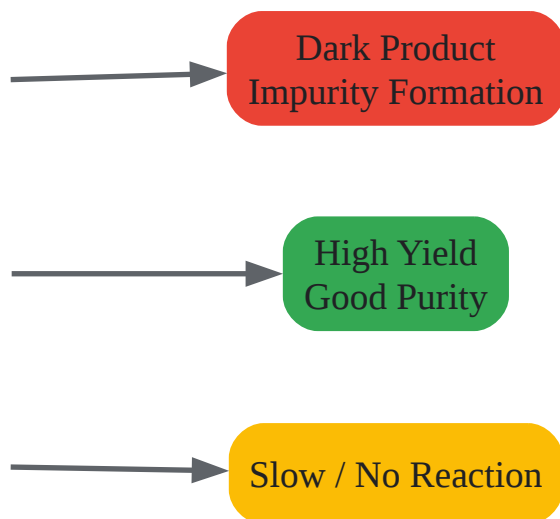 Dark Product
Impurity Formation
High Yield
Good Purity
Slow / No Reaction